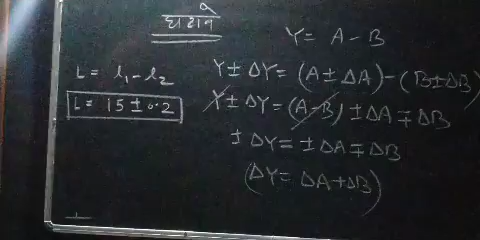 घटाने
Y = A - B
L = l₁ - l₂
L = 15 ± 0.2
Y ± ΔY = (A ± ΔA) - (B ± ΔB)
Y ± ΔY = (A - B) ± ΔA ∓ ΔB
± ΔY = ± ΔA ∓ ΔB
(ΔY = ΔA + ΔB)